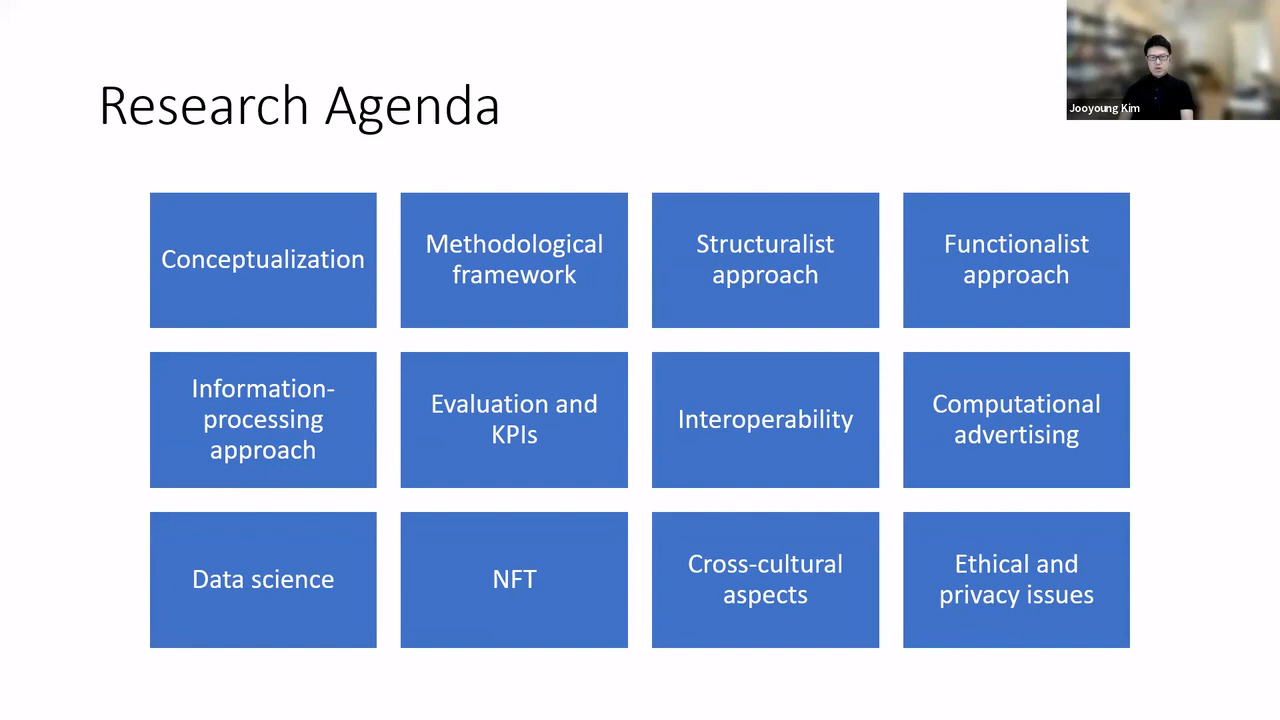 Research Agenda
Jooyoung Kim
Conceptualization
Methodological
framework
Structuralist
approach
Functionalist
approach
Information-
processing
approach
Evaluation and
KPIs
Interoperability
Computational
advertising
Data science
NFT
Cross-cultural
aspects
Ethical and
privacy issues